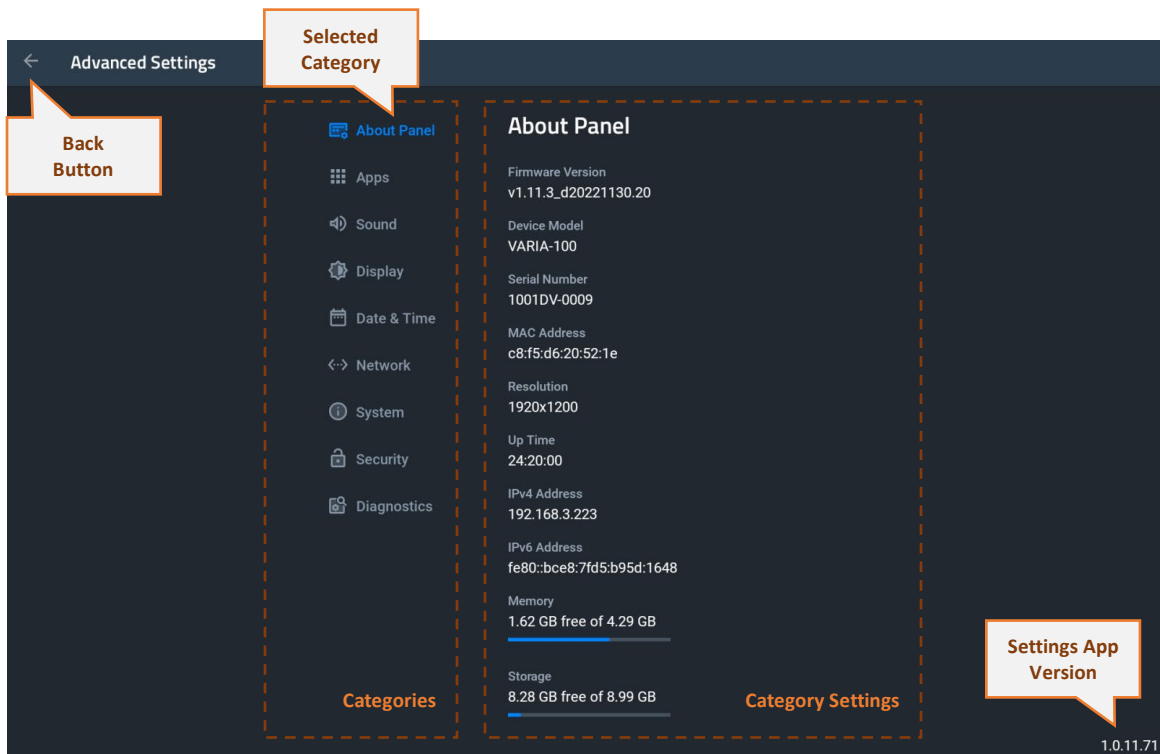 Selected
Category
Advanced Settings
Back
Button
About Panel
Apps
Sound
Display
Date & Time
Network
System
Security
Diagnostics
Categories
About Panel
Firmware Version
v1.11.3_d20221130.20
Device Model
VARIA-100
Serial Number
1001DV-0009
MAC Address
c8:f5:d6:20:52:1e
Resolution
1920x1200
Up Time
24:20:00
IPv4 Address
192.168.3.223
IPv6 Address
fe80::bce8:7fd5:b95d:1648
Memory
1.62 GB free of 4.29 GB
Storage
8.28 GB free of 8.99 GB
Category Settings
Settings App
Version
1.0.11.71